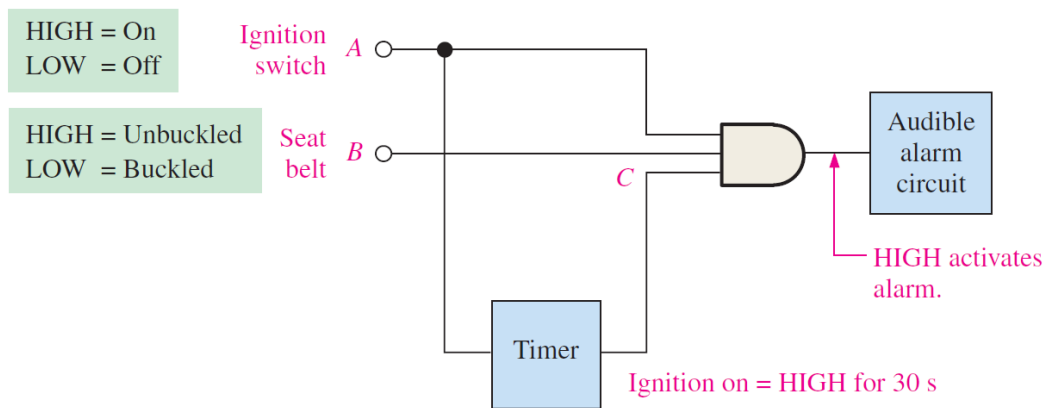 HIGH = On
LOW = Off
Ignition
switch
A
HIGH = Unbuckled
LOW = Buckled
Seat
belt
B
C
Audible
alarm
circuit
HIGH activates
alarm.
Timer
Ignition on = HIGH for 30 s